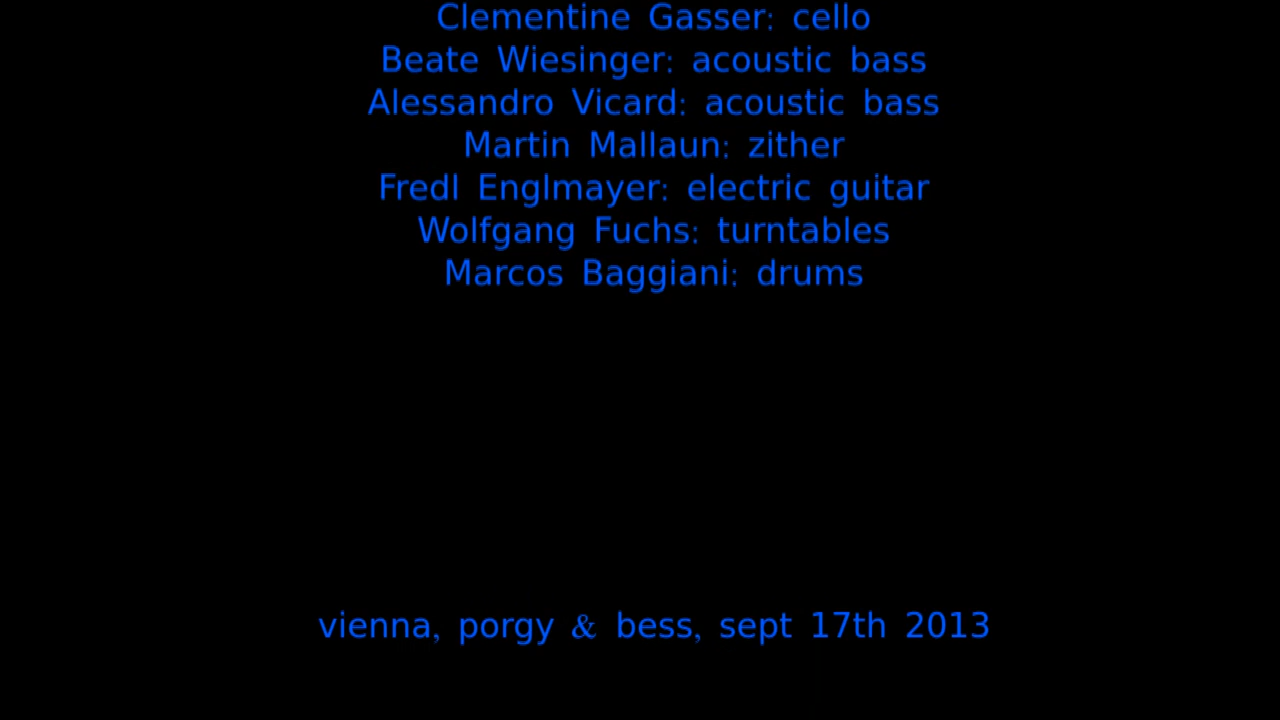 Clementine Gasser: cello
Beate Wiesinger: acoustic bass
Alessandro Vicard: acoustic bass
Martin Mallaun: zither
Fredl Englmayer: electric guitar
Wolfgang Fuchs: turntables
Marcos Baggiani: drums
vienna, porgy & bess, sept 17th 2013